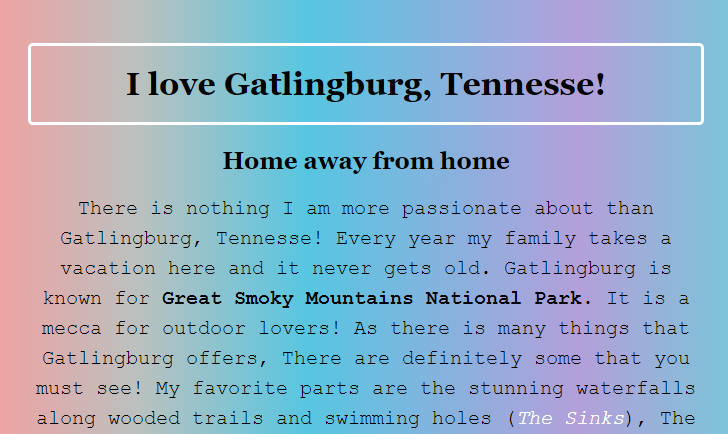 I love Gatlingburg, Tennesse!
Home away from home
There is nothing I am more passionate about than
Gatlingburg, Tennesse! Every year my family takes a
vacation here and it never gets old. Gatlingburg is
known for Great Smoky Mountains National Park. It is a
mecca for outdoor lovers! As there is many things that
Gatlingburg offers, There are definitely some that you
must see! My favorite parts are the stunning waterfalls
along wooded trails and swimming holes (The Sinks), The